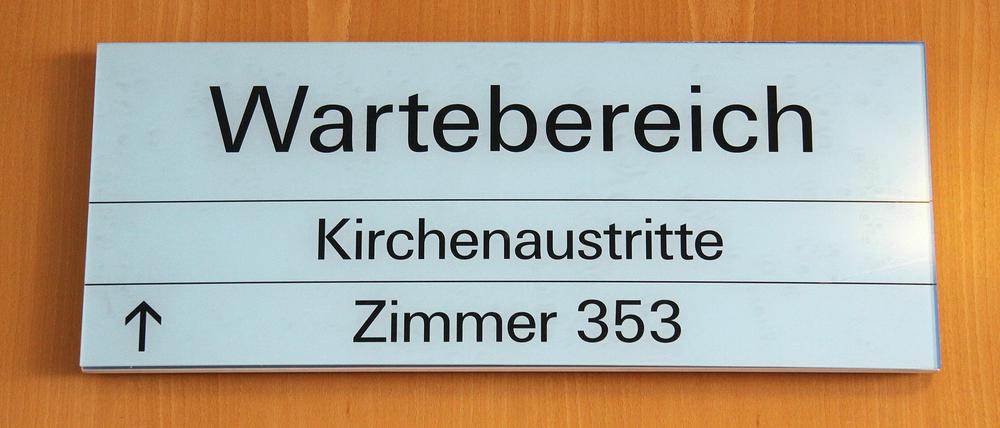 Wartebereich
Kirchenaustritte
↑ Zimmer 353